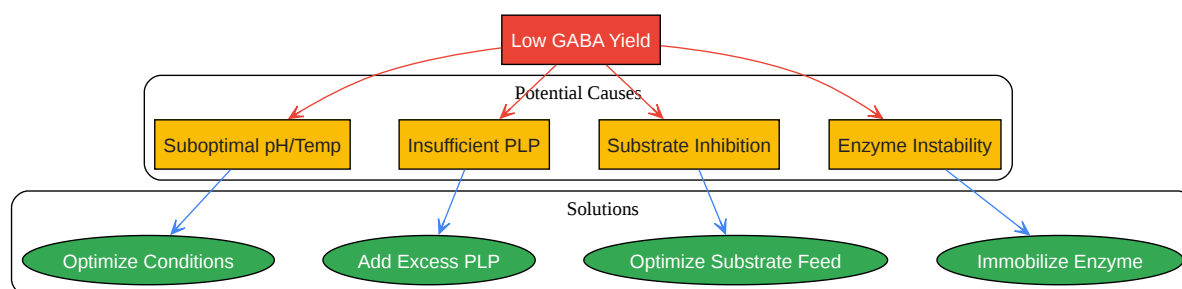 Low GABA Yield
Potential Causes
Suboptimal pH/Temp
Insufficient PLP
Substrate Inhibition
Enzyme Instability
Solutions
Optimize Conditions
Add Excess PLP
Optimize Substrate Feed
Immobilize Enzyme